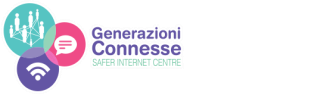 Generazioni
Connesse
SAFER INTERNET CENTRE